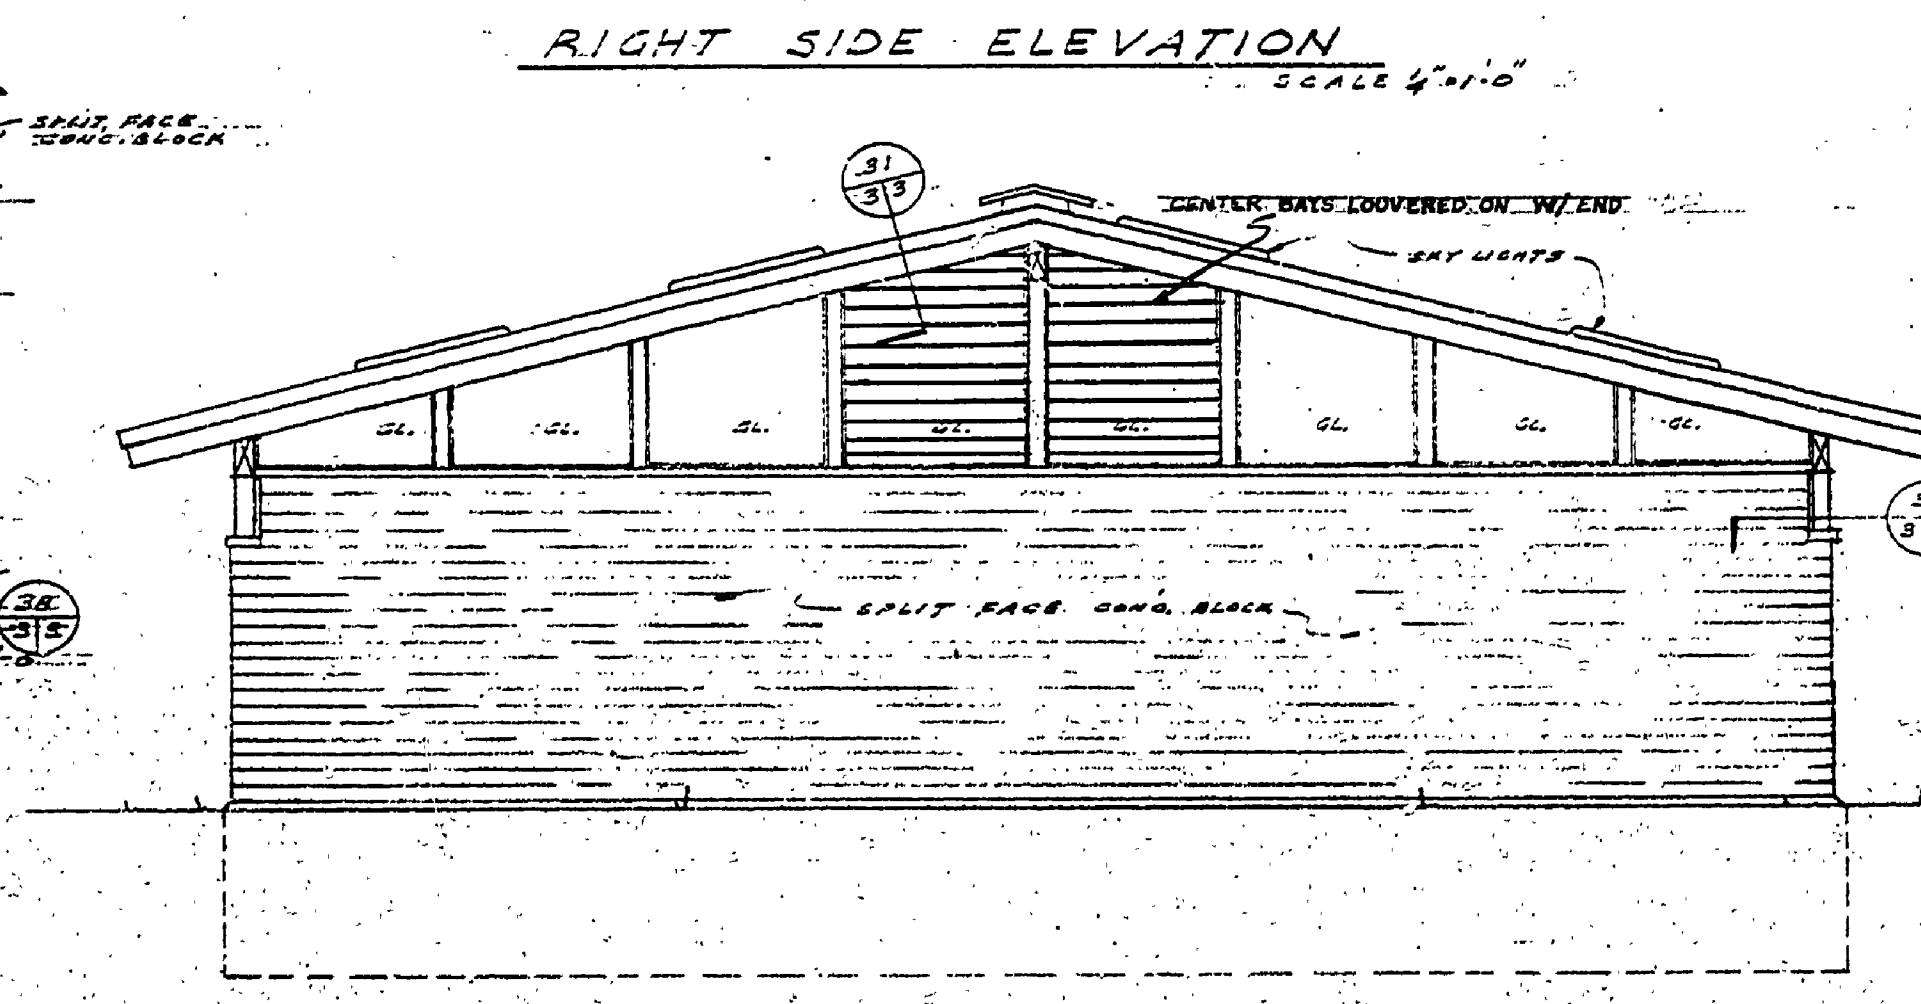 RIGHT SIDE ELEVATION
SCALE ¼"=1'-0"
SPLIT FACE
CONC. BLOCK
31
3 3
CENTER BAYS LOUVERED ON W/ END
SKY LIGHTS
GL. GL. GL. GL. GL. GL. GL. GL.
3
SPLIT FACE CONC. BLOCK